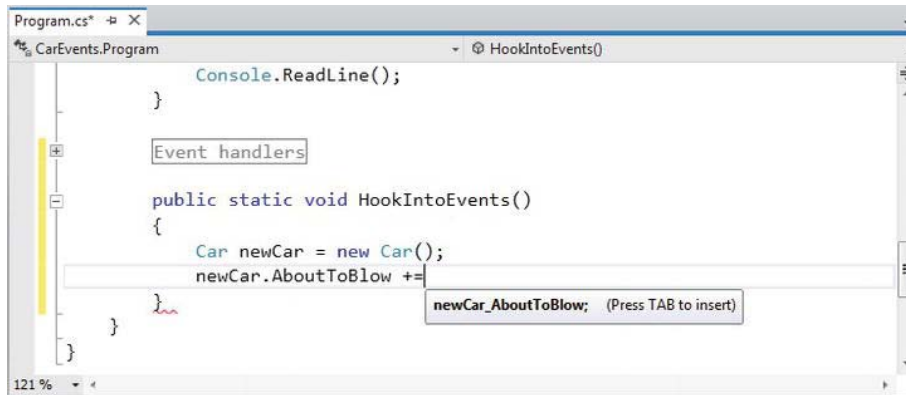 Program.cs*
CarEvents.Program HookIntoEvents()
Console.ReadLine();
}
Event handlers
public static void HookIntoEvents()
{
Car newCar = new Car();
newCar.AboutToBlow +=
newCar_AboutToBlow; (Press TAB to insert)
}
}
}
121 %